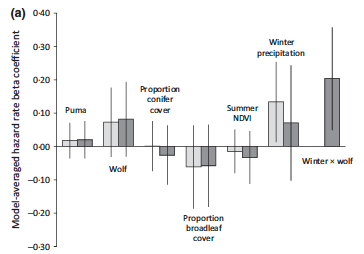 (a)
Model-averaged hazard rate beta coefficient
0·40
0·30
0·20
0·10
0·00
−0·10
−0·20
−0·30
Puma
Wolf
Proportion
conifer
cover
Proportion
broadleaf
cover
Summer
NDVI
Winter
precipitation
Winter × wolf